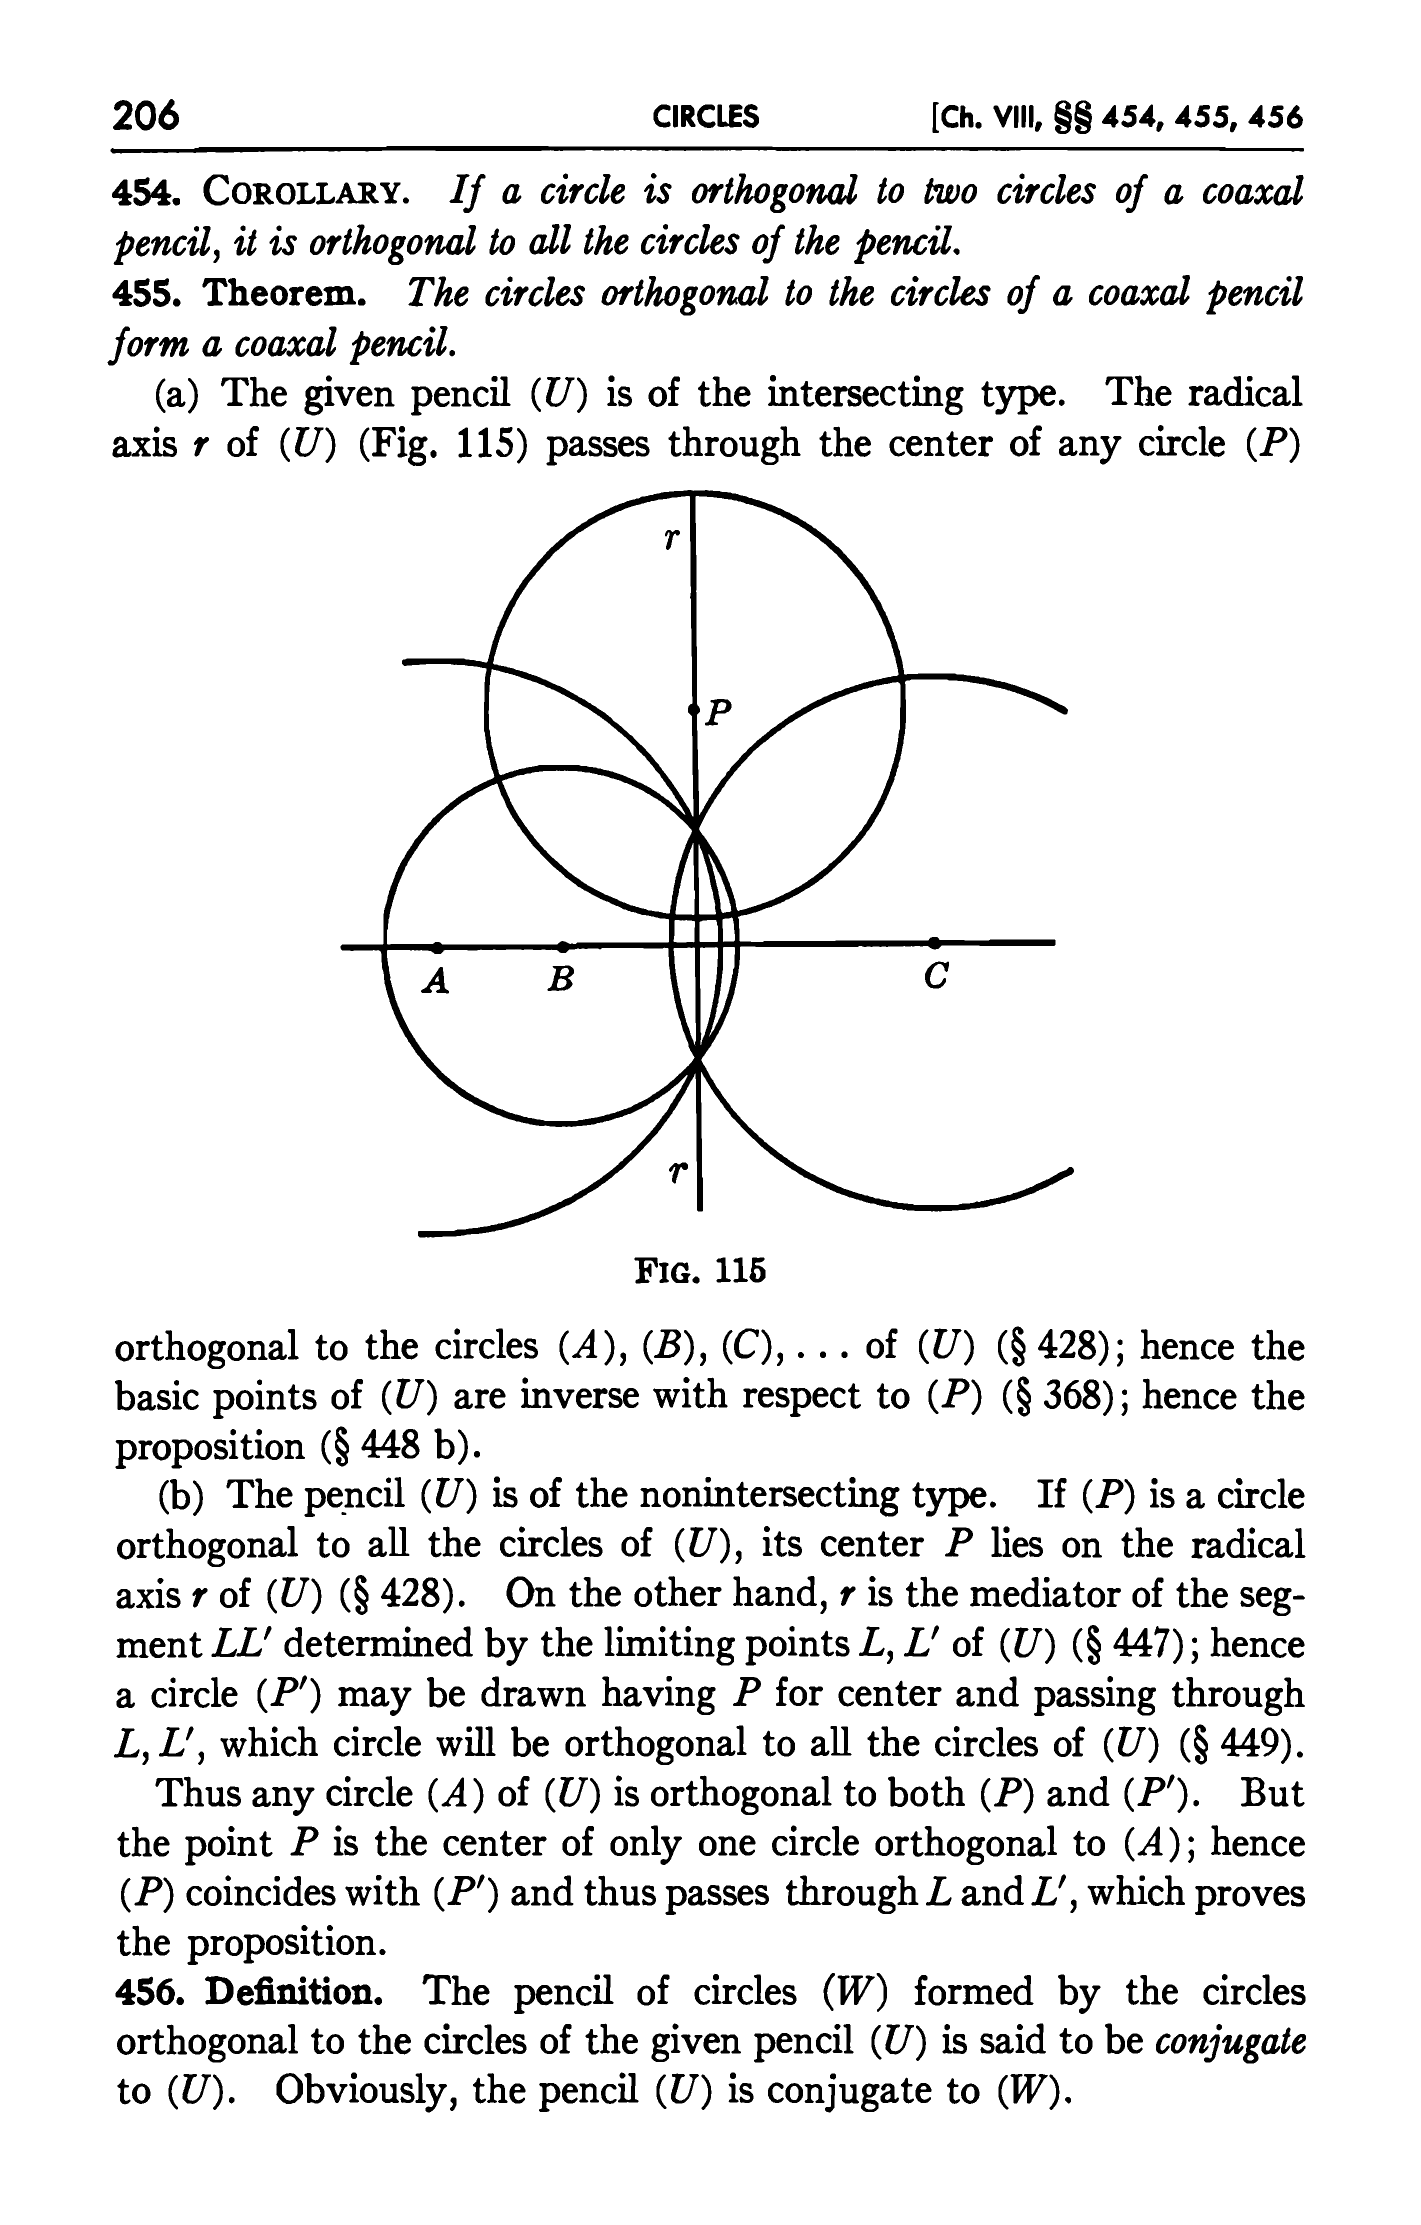 206 CIRCLES [Ch. VIII, §§ 454, 455, 456
454. COROLLARY. If a circle is orthogonal to two circles of a coaxal
pencil, it is orthogonal to all the circles of the pencil.
455. Theorem. The circles orthogonal to the circles of a coaxal pencil
form a coaxal pencil.
(a) The given pencil (U) is of the intersecting type. The radical
axis r of (U) (Fig. 115) passes through the center of any circle (P)
r
P
A B C
r
FIG. 115
orthogonal to the circles (A), (B), (C), . . . of (U) (§ 428); hence the
basic points of (U) are inverse with respect to (P) (§ 368); hence the
proposition (§ 448 b).
(b) The pencil (U) is of the nonintersecting type. If (P) is a circle
orthogonal to all the circles of (U), its center P lies on the radical
axis r of (U) (§ 428). On the other hand, r is the mediator of the seg-
ment LL' determined by the limiting points L, L' of (U) (§ 447); hence
a circle (P') may be drawn having P for center and passing through
L, L', which circle will be orthogonal to all the circles of (U) (§ 449).
Thus any circle (A) of (U) is orthogonal to both (P) and (P'). But
the point P is the center of only one circle orthogonal to (A); hence
(P) coincides with (P') and thus passes through L and L', which proves
the proposition.
456. Definition. The pencil of circles (W) formed by the circles
orthogonal to the circles of the given pencil (U) is said to be conjugate
to (U). Obviously, the pencil (U) is conjugate to (W).